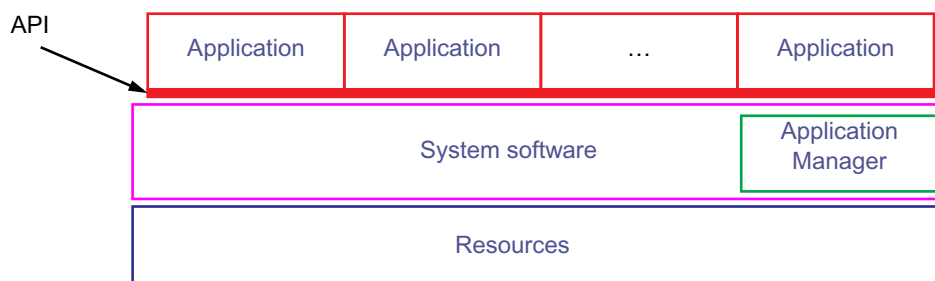 API
Application
Application
...
Application
System software
Application
Manager
Resources